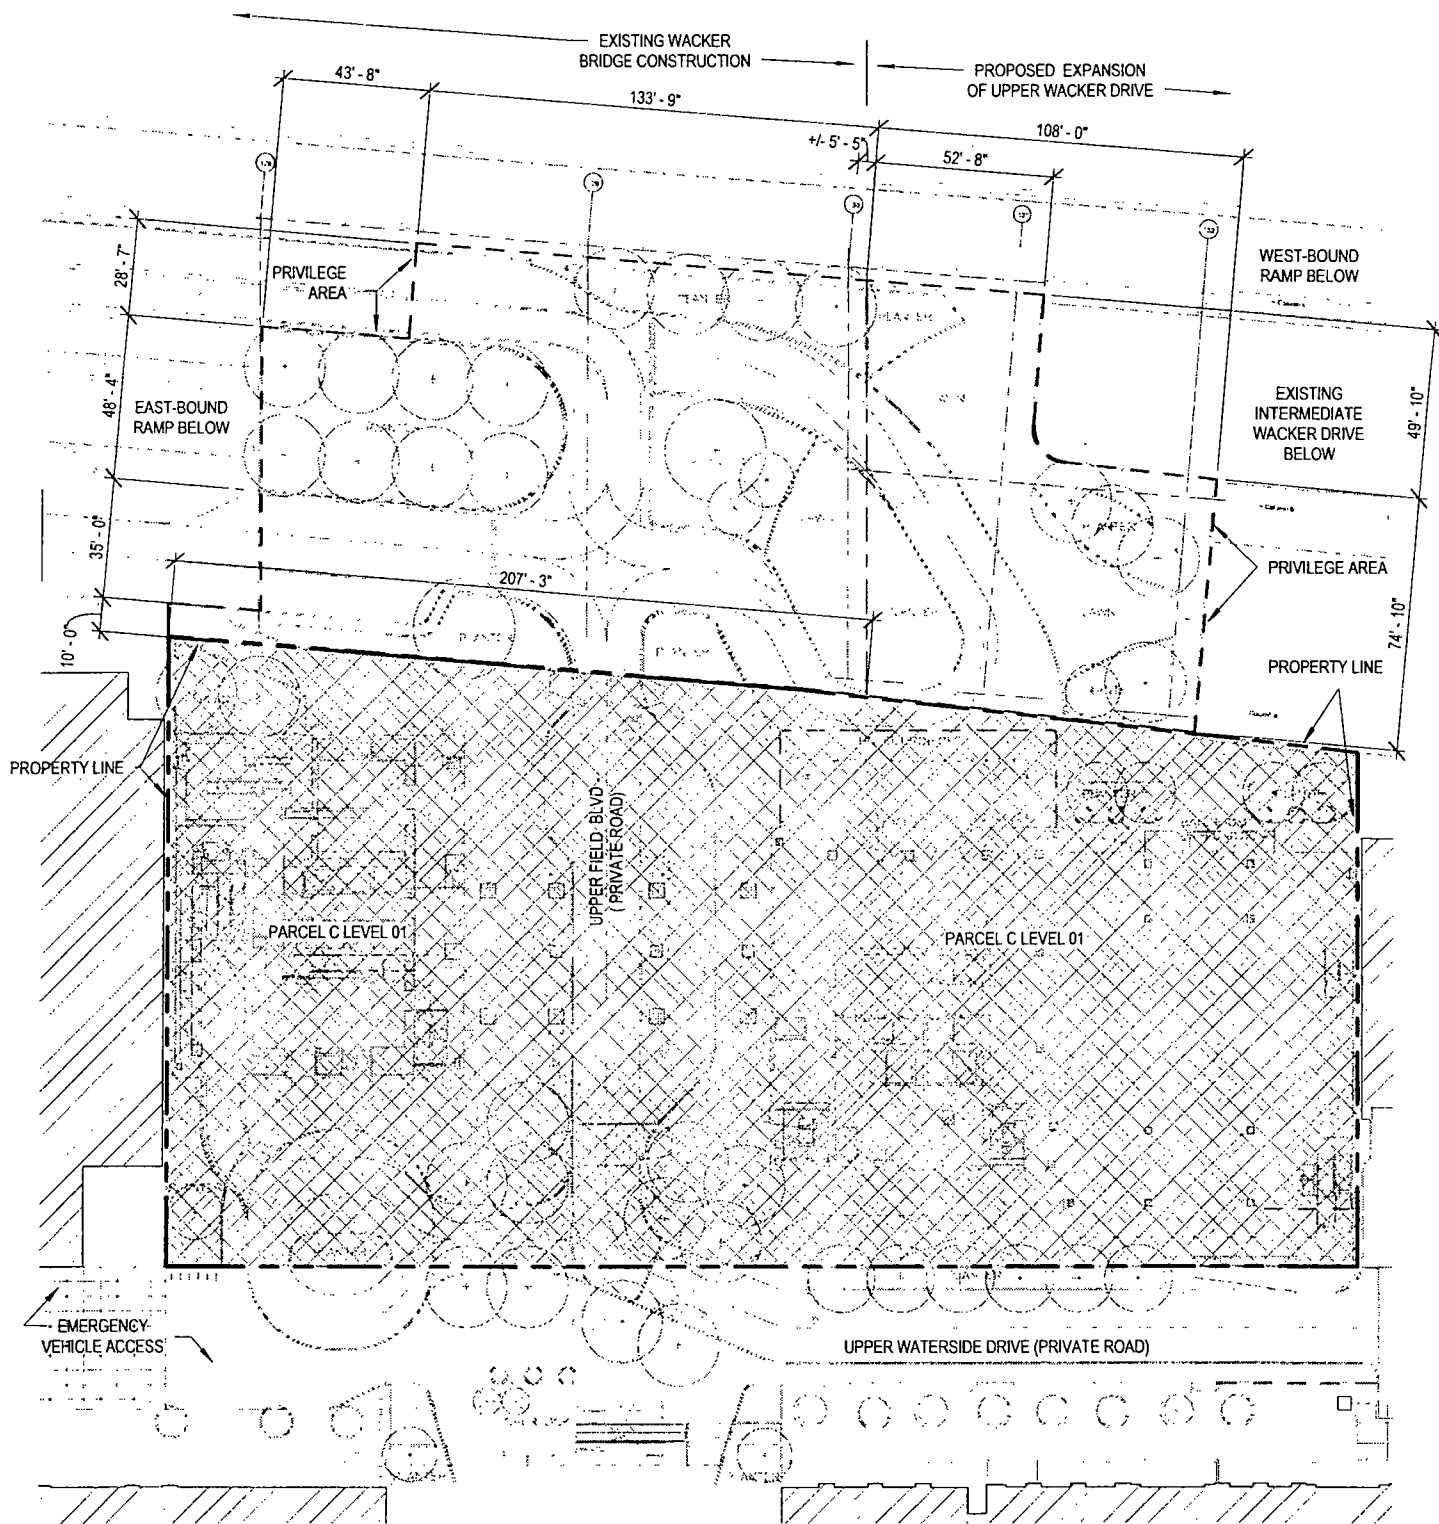 EXISTING WACKER
BRIDGE CONSTRUCTION
PROPOSED EXPANSION
OF UPPER WACKER DRIVE
43' - 8"
133' - 9"
108' - 0"
+/- 5' - 5"
52' - 8"
28' - 7"
PRIVILEGE
AREA
WEST-BOUND
RAMP BELOW
48' - 4"
EAST-BOUND
RAMP BELOW
EXISTING
INTERMEDIATE
WACKER DRIVE
BELOW
49' - 10"
35' - 0"
207' - 3"
PRIVILEGE AREA
10' - 0"
74' - 10"
PROPERTY LINE
PROPERTY LINE
UPPER FIELD BLVD
( PRIVATE ROAD)
PARCEL C LEVEL 01
PARCEL C LEVEL 01
EMERGENCY
VEHICLE ACCESS
UPPER WATERSIDE DRIVE (PRIVATE ROAD)